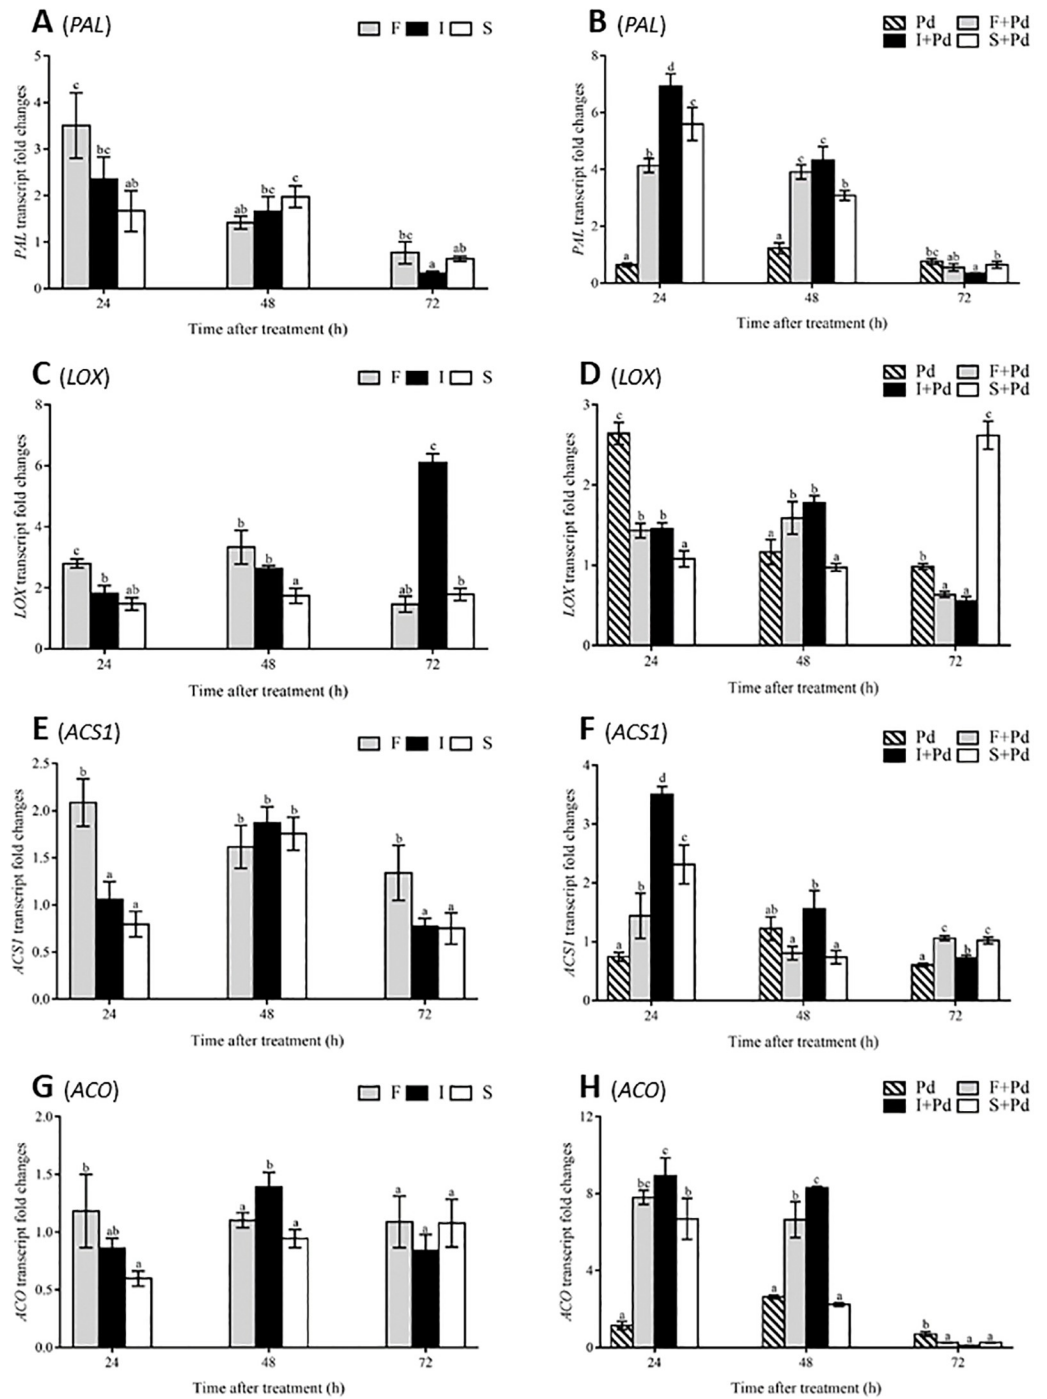 A (PAL)
F I S
PAL transcript fold changes
5
4
3
2
1
0
c
bc
ab
ab
bc
c
bc
a
ab
24 48 72
Time after treatment (h)
B (PAL)
Pd F+Pd
I+Pd S+Pd
PAL transcript fold changes
8
6
4
2
0
a
b
d
c
a
c
c
b
bc
ab
a
b
24 48 72
Time after treatment (h)
C (LOX)
F I S
LOX transcript fold changes
8
6
4
2
0
c
b
ab
b
b
a
ab
c
b
24 48 72
Time after treatment (h)
D (LOX)
Pd F+Pd
I+Pd S+Pd
LOX transcript fold changes
3
2
1
0
c
b
b
a
a
b
b
a
b
a
a
c
24 48 72
Time after treatment (h)
E (ACS1)
F I S
ACS1 transcript fold changes
2.5
2.0
1.5
1.0
0.5
0.0
b
a
a
b
b
b
b
a
a
24 48 72
Time after treatment (h)
F (ACS1)
Pd F+Pd
I+Pd S+Pd
ACS1 transcript fold changes
4
3
2
1
0
a
b
d
c
ab
a
b
a
a
c
b
c
24 48 72
Time after treatment (h)
G (ACO)
F I S
ACO transcript fold changes
2.0
1.5
1.0
0.5
0.0
b
ab
a
a
b
a
a
a
a
24 48 72
Time after treatment (h)
H (ACO)
Pd F+Pd
I+Pd S+Pd
ACO transcript fold changes
12
8
4
0
a
bc
c
b
a
b
c
a
b
a
a
a
24 48 72
Time after treatment (h)